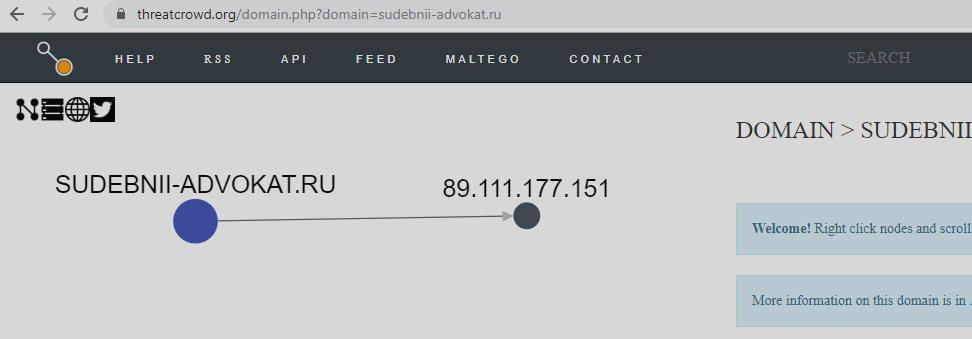 threatcrowd.org/domain.php?domain=sudebnii-advokat.ru
HELP RSS API FEED MALTEGO CONTACT SEARCH
DOMAIN > SUDEBNII
SUDEBNII-ADVOKAT.RU
89.111.177.151
Welcome! Right click nodes and scroll
More information on this domain is in